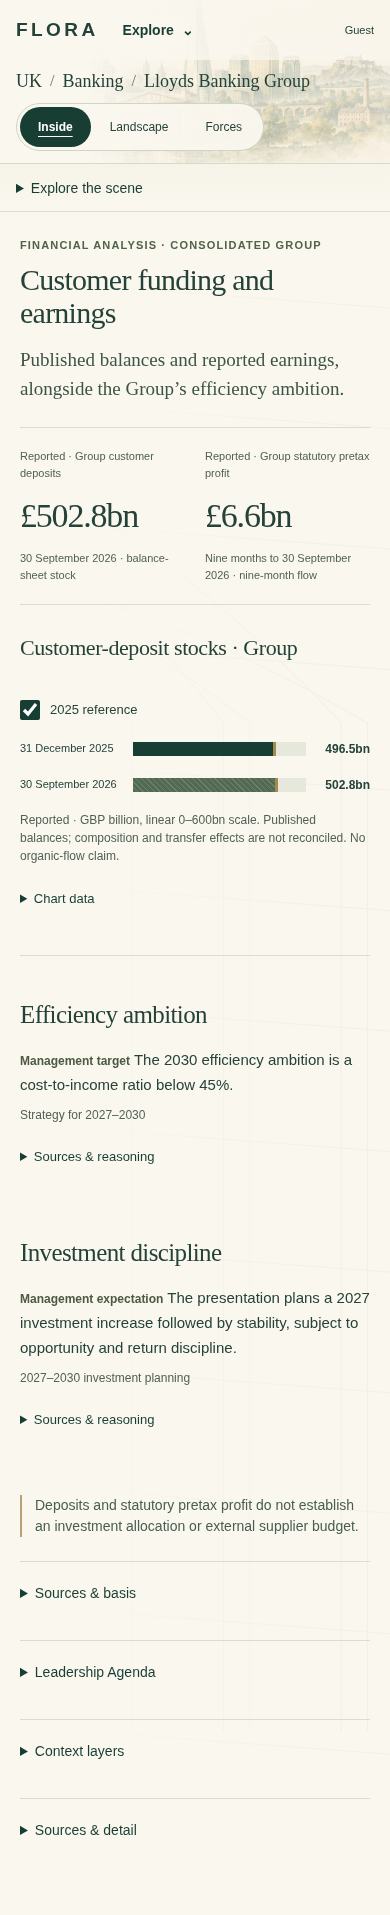 FLORA Explore Guest
UK / Banking / Lloyds Banking Group
Inside Landscape Forces
Explore the scene
FINANCIAL ANALYSIS · CONSOLIDATED GROUP
Customer funding and
earnings
Published balances and reported earnings,
alongside the Group’s efficiency ambition.
Reported · Group customer
deposits
£502.8bn
30 September 2026 · balance-
sheet stock
Reported · Group statutory pretax
profit
£6.6bn
Nine months to 30 September
2026 · nine-month flow
Customer-deposit stocks · Group
2025 reference
31 December 2025 496.5bn
30 September 2026 502.8bn
Reported · GBP billion, linear 0–600bn scale. Published
balances; composition and transfer effects are not reconciled. No
organic-flow claim.
Chart data
Efficiency ambition
Management target The 2030 efficiency ambition is a
cost-to-income ratio below 45%.
Strategy for 2027–2030
Sources & reasoning
Investment discipline
Management expectation The presentation plans a 2027
investment increase followed by stability, subject to
opportunity and return discipline.
2027–2030 investment planning
Sources & reasoning
Deposits and statutory pretax profit do not establish
an investment allocation or external supplier budget.
Sources & basis
Leadership Agenda
Context layers
Sources & detail